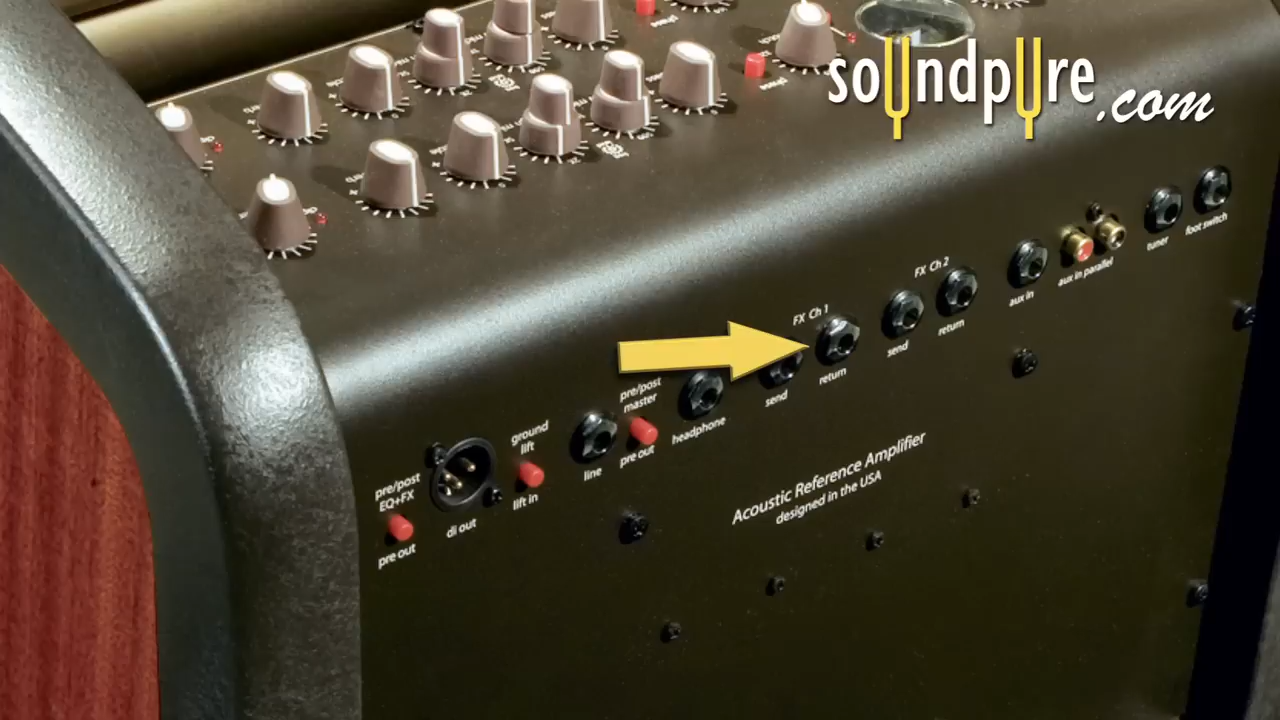 soundpure.com
phase
phase
FX Ch 1
send
return
FX Ch 2
send
return
aux in
aux in parallel
tuner
foot switch
pre/post
EQ+FX
pre out
di out
ground
lift
lift in
line
pre/post
master
pre out
headphone
Acoustic Reference Amplifier
designed in the USA